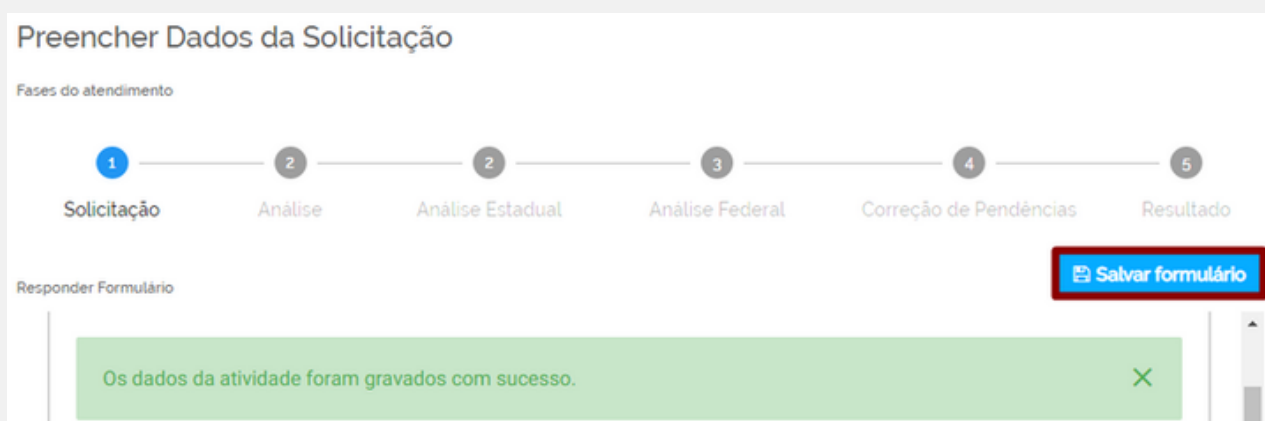 Preencher Dados da Solicitação
Fases do atendimento
1 2 2 3 4 5
Solicitação Análise Análise Estadual Análise Federal Correção de Pendências Resultado
Salvar formulário
Responder Formulário
Os dados da atividade foram gravados com sucesso.